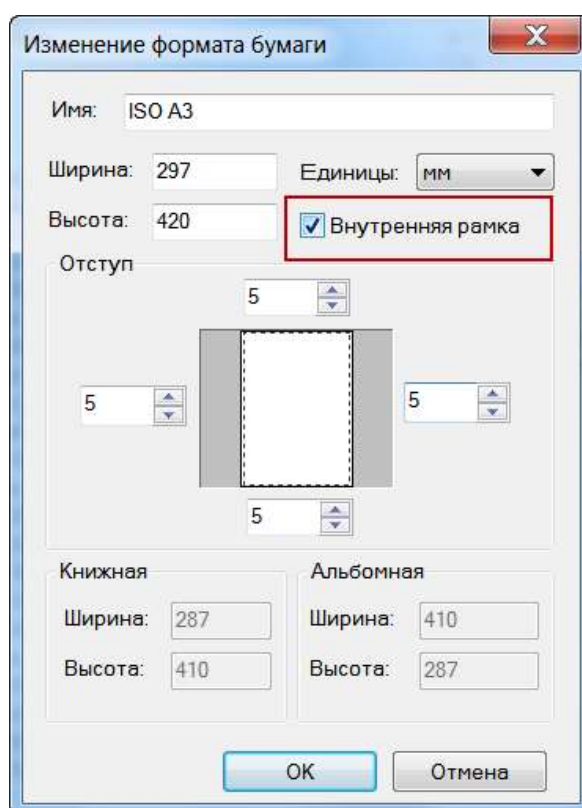 Изменение формата бумаги
Имя: ISO A3
Ширина: 297 Единицы: мм
Высота: 420 Внутренняя рамка
Отступ
5
5 5
5
Книжная Альбомная
Ширина: 287 Ширина: 410
Высота: 410 Высота: 287
OK Отмена